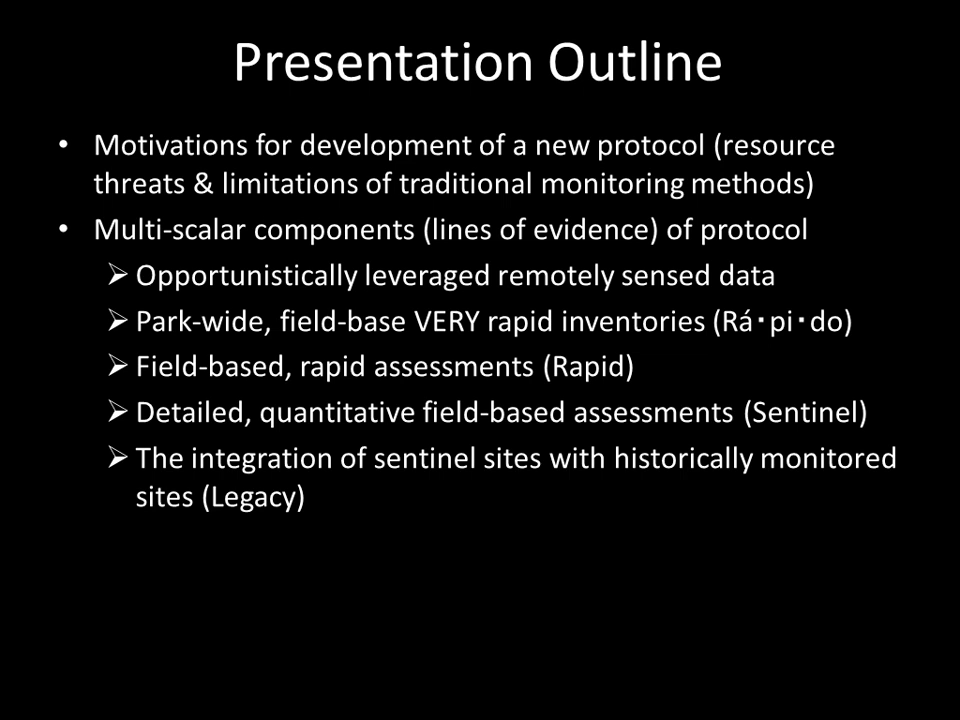 Presentation Outline
• Motivations for development of a new protocol (resource
threats & limitations of traditional monitoring methods)
• Multi-scalar components (lines of evidence) of protocol
➢ Opportunistically leveraged remotely sensed data
➢ Park-wide, field-base VERY rapid inventories (Rá･pi･do)
➢ Field-based, rapid assessments (Rapid)
➢ Detailed, quantitative field-based assessments (Sentinel)
➢ The integration of sentinel sites with historically monitored
sites (Legacy)